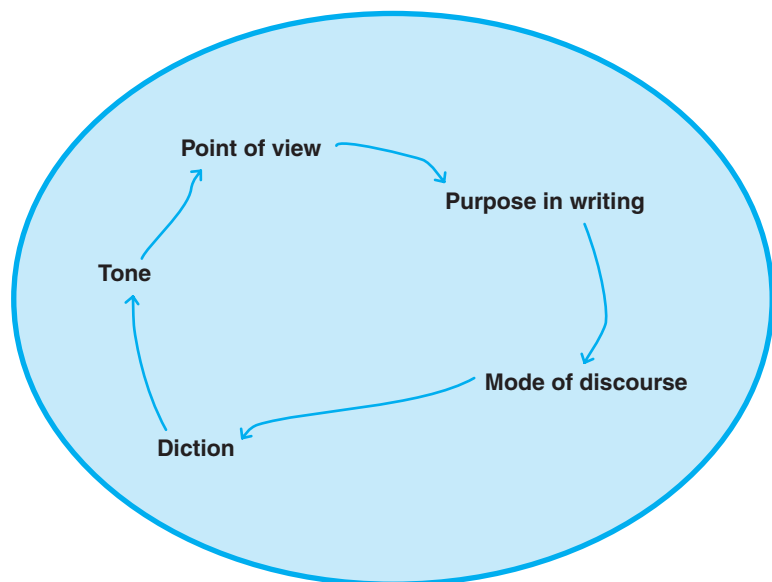 Point of view
Purpose in writing
Tone
Mode of discourse
Diction